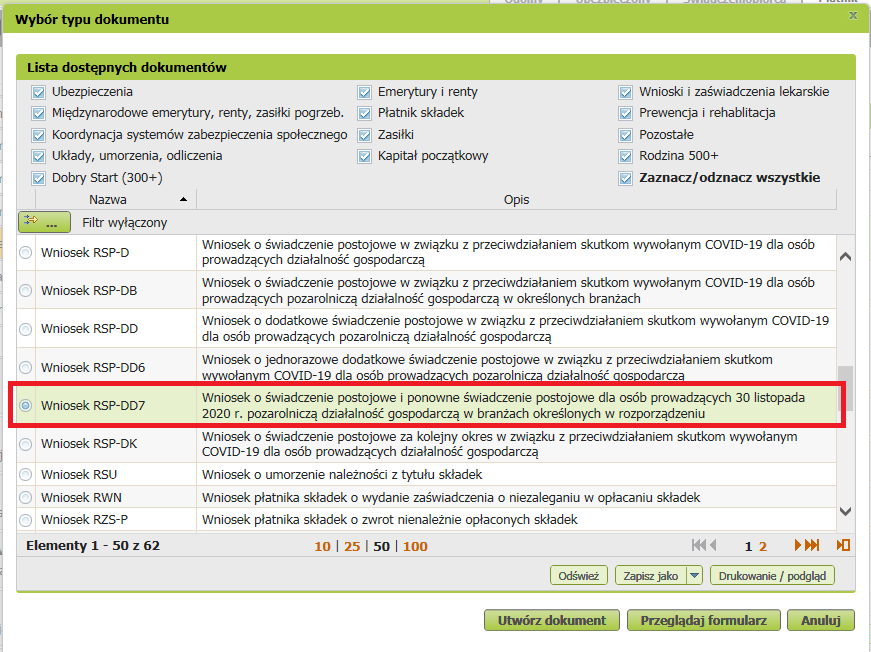 Wybór typu dokumentu
x
Lista dostępnych dokumentów
Ubezpieczenia
Emerytury i renty
Wnioski i zaświadczenia lekarskie
Międzynarodowe emerytury, renty, zasiłki pogrzeb.
Płatnik składek
Prewencja i rehabilitacja
Koordynacja systemów zabezpieczenia społecznego
Zasiłki
Pozostałe
Układy, umorzenia, odliczenia
Kapitał początkowy
Rodzina 500+
Dobry Start (300+)
Zaznacz/odznacz wszystkie
Nazwa
Opis
...
Filtr wyłączony
Wniosek RSP-D
Wniosek o świadczenie postojowe w związku z przeciwdziałaniem skutkom wywołanym COVID-19 dla osób
prowadzących działalność gospodarczą
Wniosek RSP-DB
Wniosek o świadczenie postojowe w związku z przeciwdziałaniem skutkom wywołanym COVID-19 dla osób
prowadzących pozarolniczą działalność gospodarczą w określonych branżach
Wniosek RSP-DD
Wniosek o dodatkowe świadczenie postojowe w związku z przeciwdziałaniem skutkom wywołanym COVID-19
dla osób prowadzących pozarolniczą działalność gospodarczą
Wniosek RSP-DD6
Wniosek o jednorazowe dodatkowe świadczenie postojowe w związku z przeciwdziałaniem skutkom
wywołanym COVID-19 dla osób prowadzących pozarolniczą działalność gospodarczą
Wniosek RSP-DD7
Wniosek o świadczenie postojowe i ponowne świadczenie postojowe dla osób prowadzących 30 listopada
2020 r. pozarolniczą działalność gospodarczą w branżach określonych w rozporządzeniu
Wniosek RSP-DK
Wniosek o świadczenie postojowe za kolejny okres w związku z przeciwdziałaniem skutkom wywołanym
COVID-19 dla osób prowadzących działalność gospodarczą
Wniosek RSU
Wniosek o umorzenie należności z tytułu składek
Wniosek RWN
Wniosek płatnika składek o wydanie zaświadczenia o niezaleganiu w opłacaniu składek
Wniosek RZS-P
Wniosek płatnika składek o zwrot nienależnie opłaconych składek
Elementy 1 - 50 z 62
10 | 25 | 50 | 100
1 2
Odśwież
Zapisz jako
Drukowanie / podgląd
Utwórz dokument
Przeglądaj formularz
Anuluj